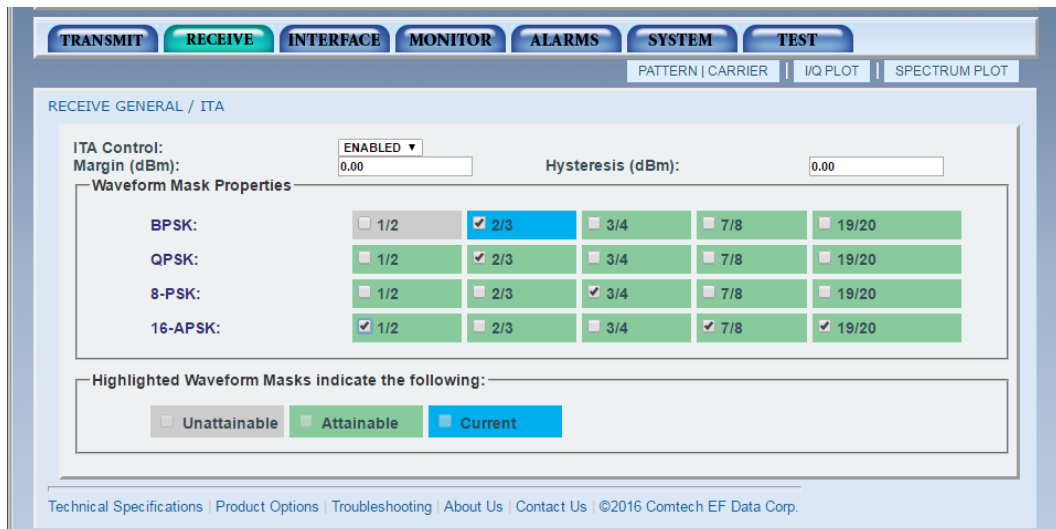 TRANSMIT RECEIVE INTERFACE MONITOR ALARMS SYSTEM TEST
PATTERN | CARRIER I/Q PLOT SPECTRUM PLOT
RECEIVE GENERAL / ITA
ITA Control: ENABLED
Margin (dBm): 0.00 Hysteresis (dBm): 0.00
Waveform Mask Properties
BPSK: 1/2 2/3 3/4 7/8 19/20
QPSK: 1/2 2/3 3/4 7/8 19/20
8-PSK: 1/2 2/3 3/4 7/8 19/20
16-APSK: 1/2 2/3 3/4 7/8 19/20
Highlighted Waveform Masks indicate the following:
Unattainable Attainable Current
Technical Specifications | Product Options | Troubleshooting | About Us | Contact Us | ©2016 Comtech EF Data Corp.